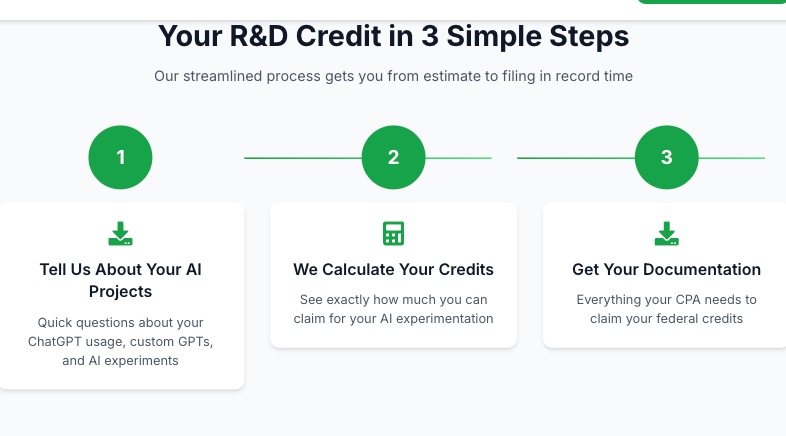 Your R&D Credit in 3 Simple Steps
Our streamlined process gets you from estimate to filing in record time
1
2
3
Tell Us About Your AI
Projects
Quick questions about your
ChatGPT usage, custom GPTs,
and AI experiments
We Calculate Your Credits
See exactly how much you can
claim for your AI experimentation
Get Your Documentation
Everything your CPA needs to
claim your federal credits